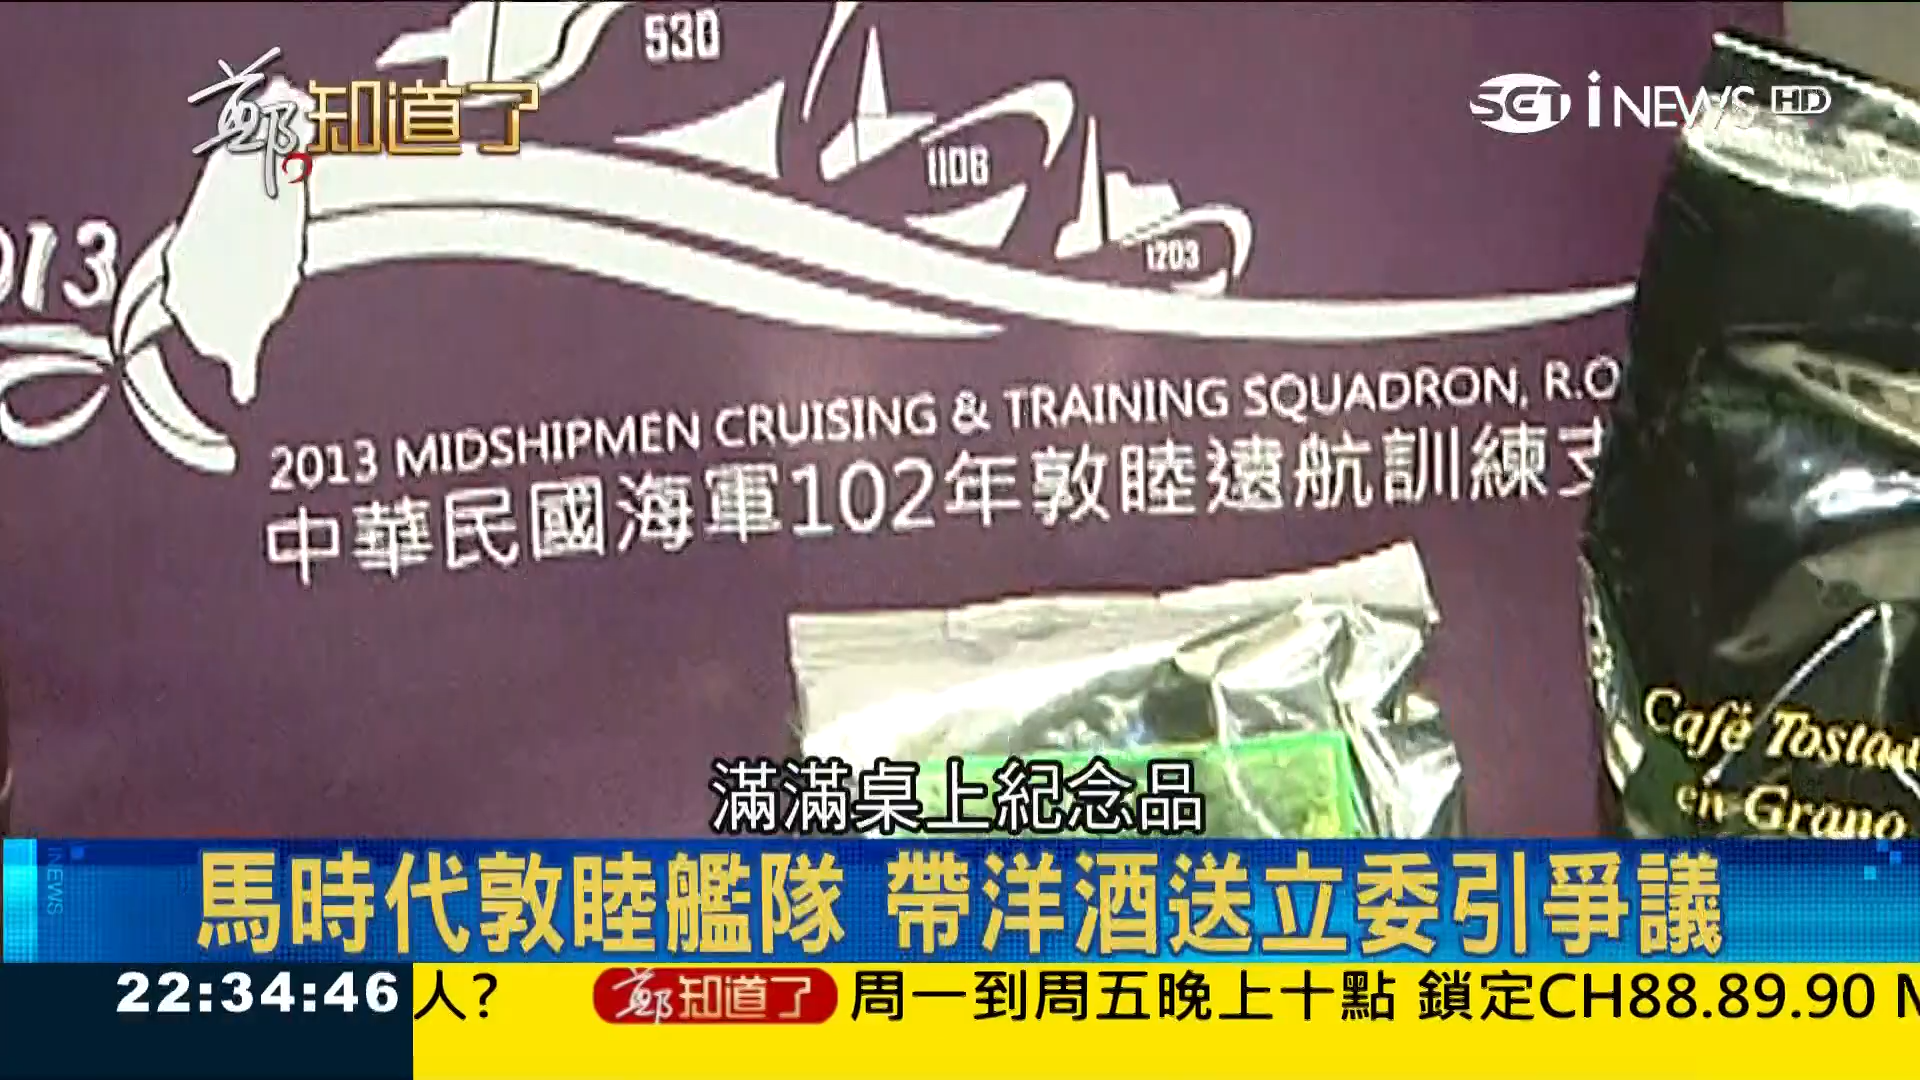 530
鄭知道了
SET iNEWS HD
1106
1203
2013 MIDSHIPMEN CRUISING & TRAINING SQUADRON, R.O
中華民國海軍102年敦睦遠航訓練支
Café Tostad
en Grano
滿滿桌上紀念品
iNEWS
馬時代敦睦艦隊 帶洋酒送立委引爭議
22:34:46 人? 鄭知道了 周一到周五晚上十點 鎖定CH88.89.90